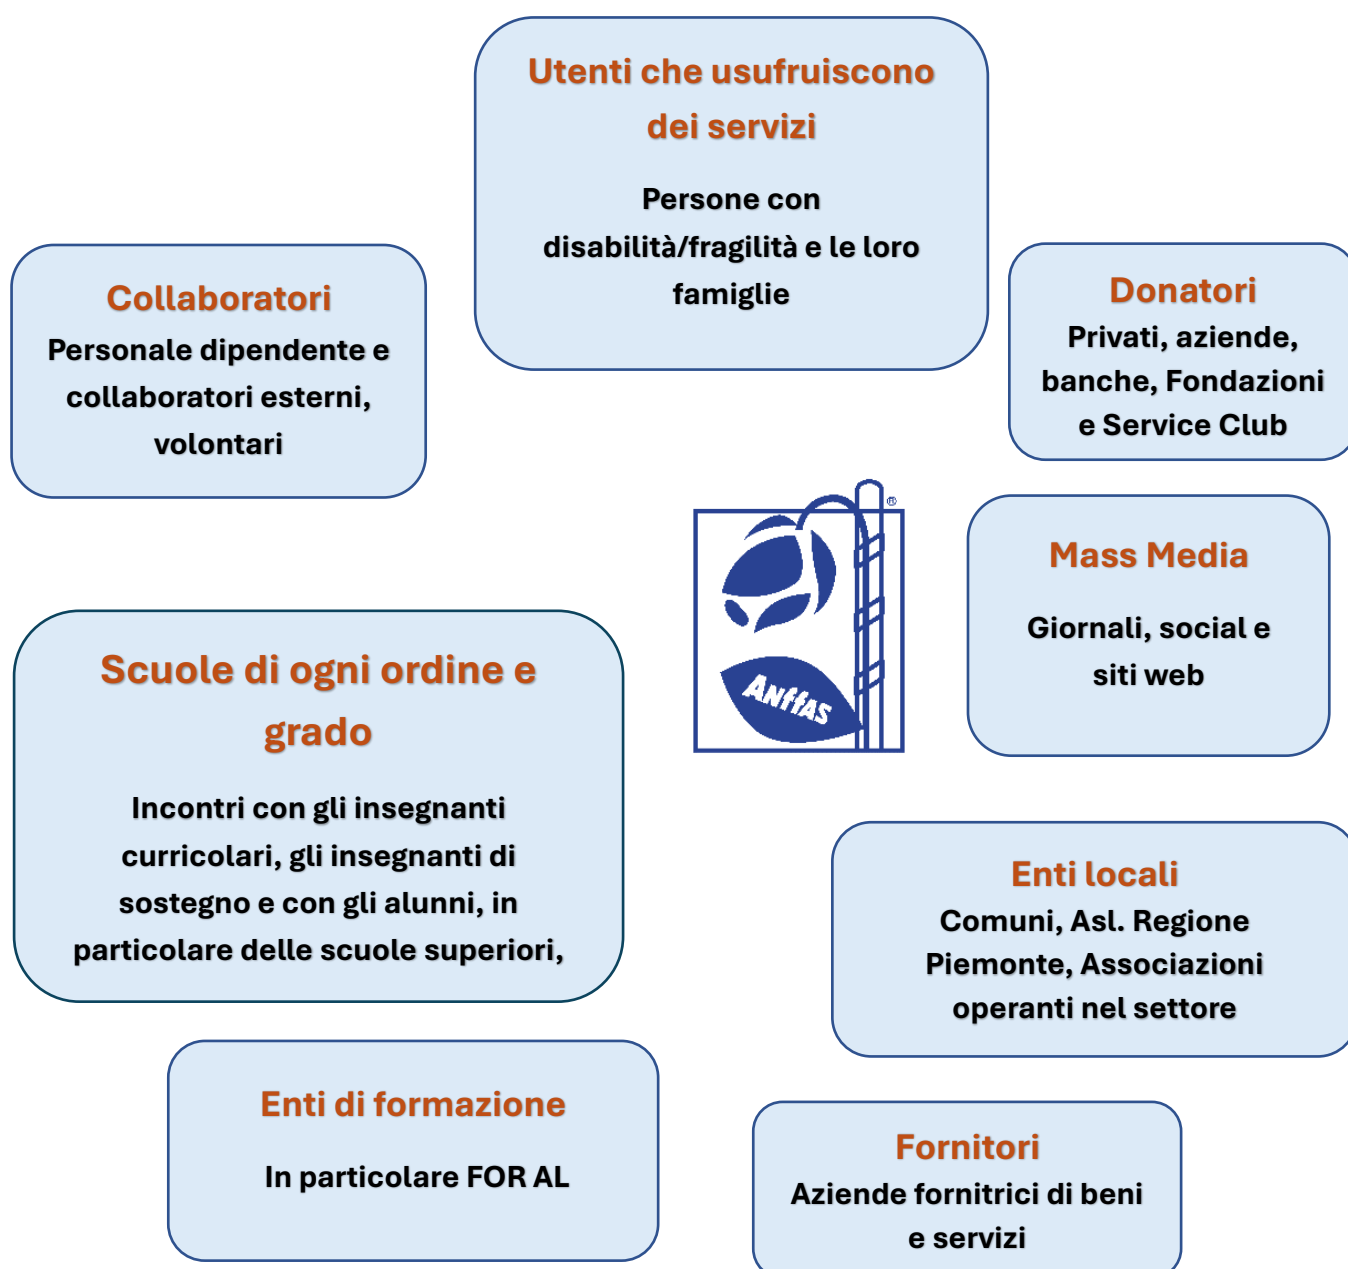 Utenti che usufruiscono
dei servizi
Persone con
disabilità/fragilità e le loro
famiglie
Collaboratori
Personale dipendente e
collaboratori esterni,
volontari
Donatori
Privati, aziende,
banche, Fondazioni
e Service Club
®
ANffAS
Mass Media
Giornali, social e
siti web
Scuole di ogni ordine e
grado
Incontri con gli insegnanti
curricolari, gli insegnanti di
sostegno e con gli alunni, in
particolare delle scuole superiori,
Enti locali
Comuni, Asl. Regione
Piemonte, Associazioni
operanti nel settore
Enti di formazione
In particolare FOR AL
Fornitori
Aziende fornitrici di beni
e servizi